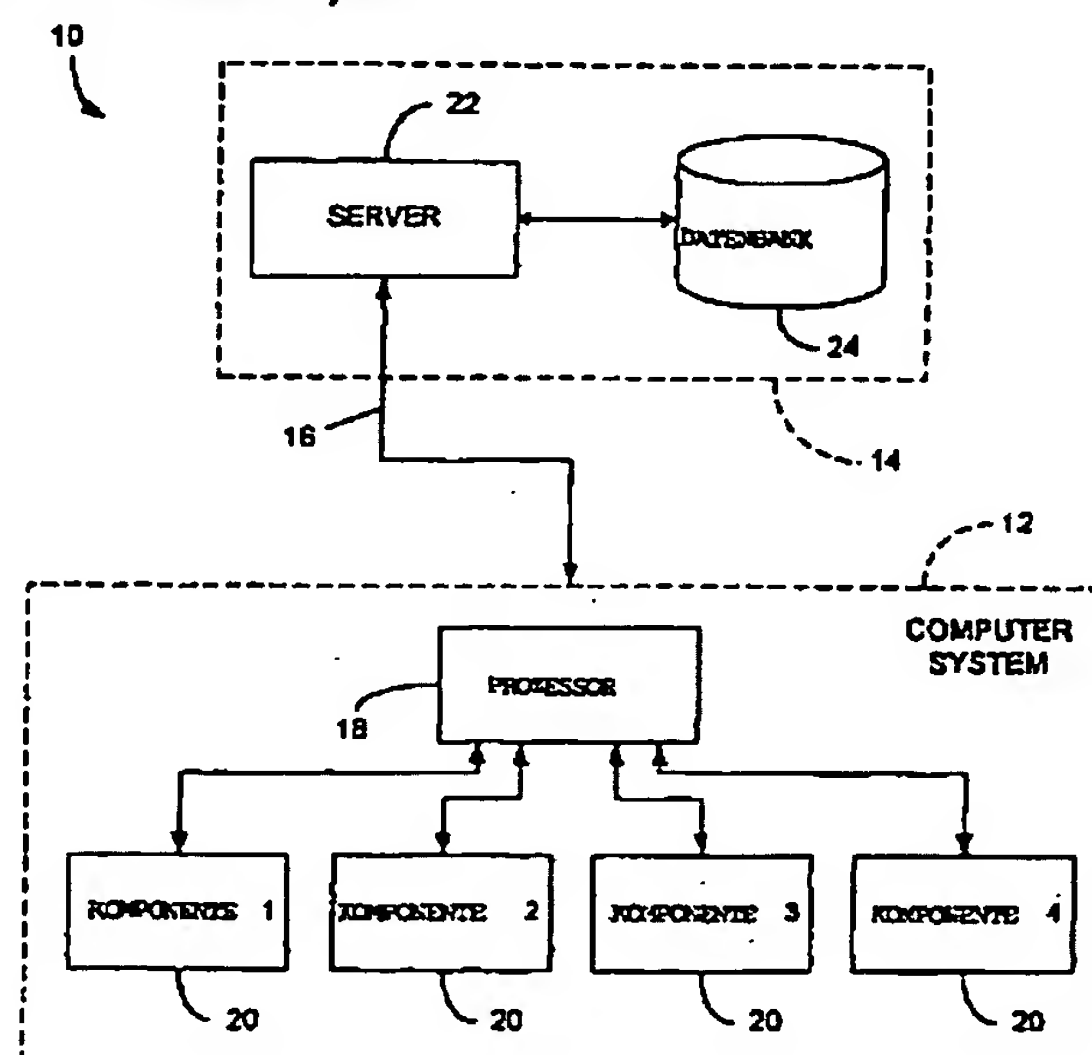 10
22
SERVER
DATENBANK
24
16
14
12
COMPUTER
SYSTEM
PROZESSOR
18
KOMPONENTE 1
KOMPONENTE 2
KOMPONENTE 3
KOMPONENTE 4
20
20
20
20